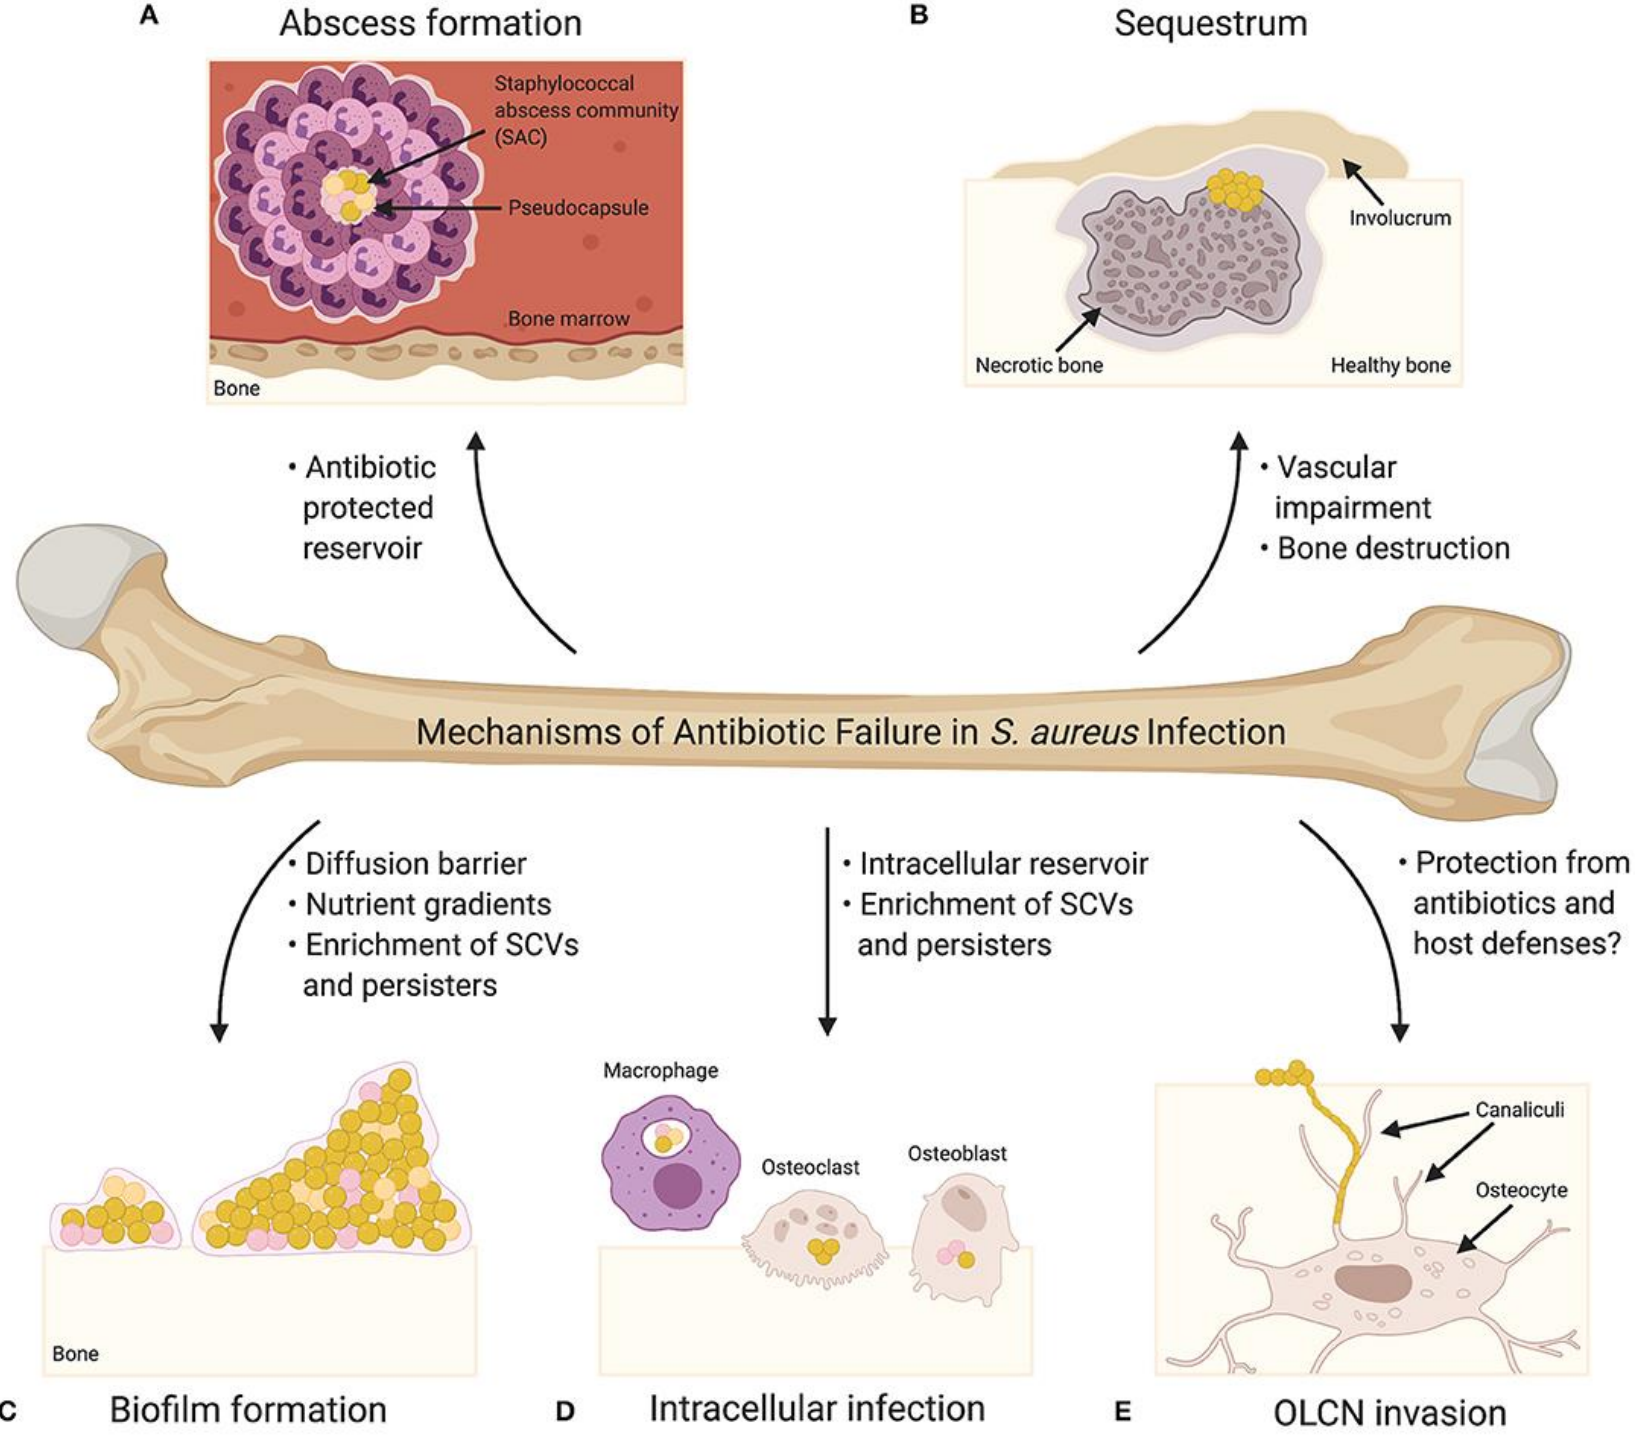 A
Abscess formation
Staphylococcal
abscess community
(SAC)
Pseudocapsule
Bone marrow
Bone
B
Sequestrum
Involucrum
Necrotic bone
Healthy bone
• Antibiotic
protected
reservoir
• Vascular
impairment
• Bone destruction
Mechanisms of Antibiotic Failure in S. aureus Infection
• Diffusion barrier
• Nutrient gradients
• Enrichment of SCVs
and persisters
• Intracellular reservoir
• Enrichment of SCVs
and persisters
• Protection from
antibiotics and
host defenses?
Bone
C
Biofilm formation
Macrophage
Osteoclast
Osteoblast
D
Intracellular infection
Canaliculi
Osteocyte
E
OLCN invasion